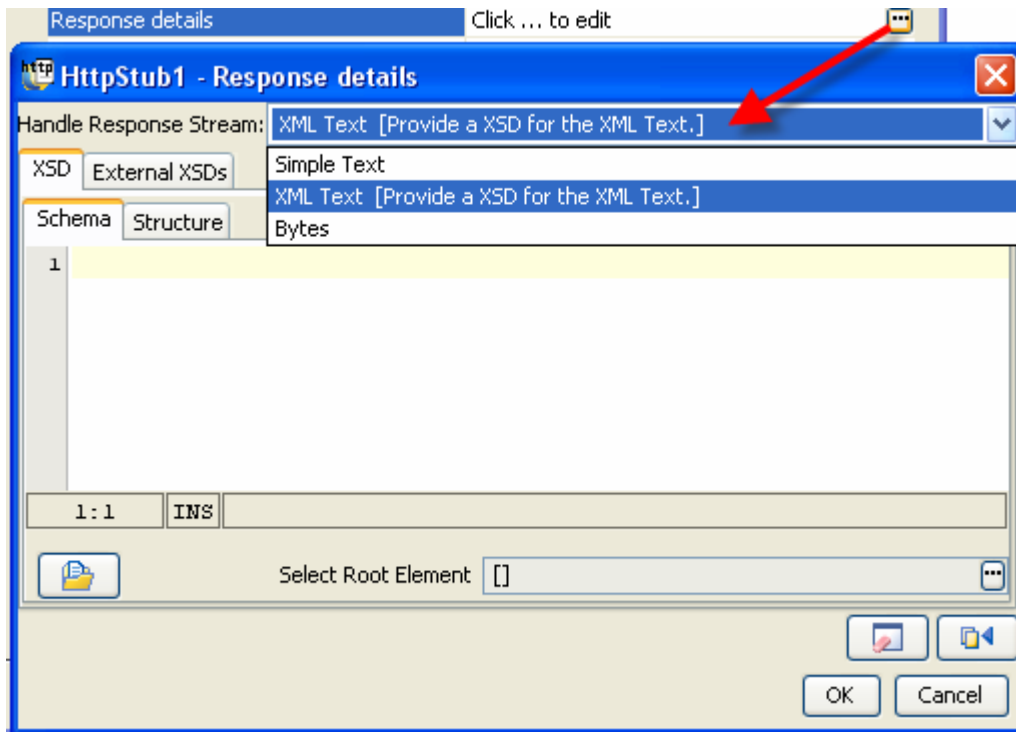 Response details Click ... to edit
http HttpStub1 - Response details
Handle Response Stream: XML Text [Provide a XSD for the XML Text.]
XSD External XSDs Simple Text
XML Text [Provide a XSD for the XML Text.]
Schema Structure Bytes
1
1:1 INS
Select Root Element []
OK Cancel